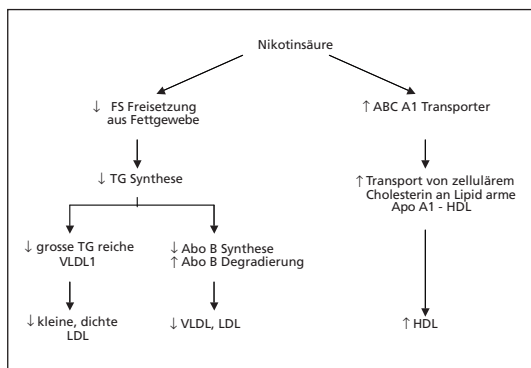 Nikotinsäure
↓ FS Freisetzung
aus Fettgewebe
↑ ABC A1 Transporter
↓ TG Synthese
↑ Transport von zellulärem
Cholesterin an Lipid arme
Apo A1 - HDL
↓ grosse TG reiche
VLDL1
↓ Abo B Synthese
↑ Abo B Degradierung
↓ kleine, dichte
LDL
↓ VLDL, LDL
↑ HDL